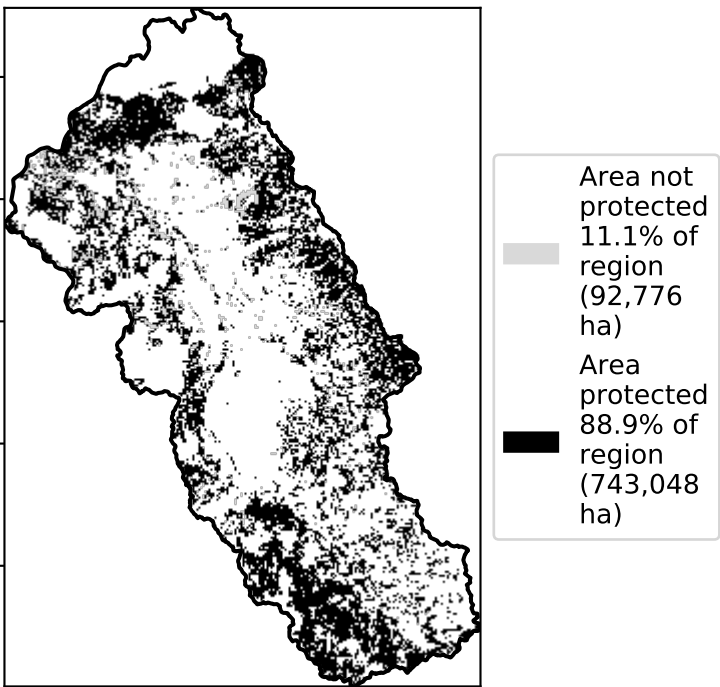 Area not
protected
11.1% of
region
(92,776
ha)
Area
protected
88.9% of
region
(743,048
ha)